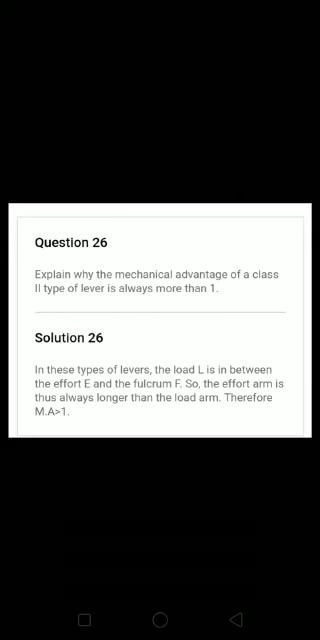 Question 26
Explain why the mechanical advantage of a class
II type of lever is always more than 1.
Solution 26
In these types of levers, the load L is in between
the effort E and the fulcrum F. So, the effort arm is
thus always longer than the load arm. Therefore
M.A>1.